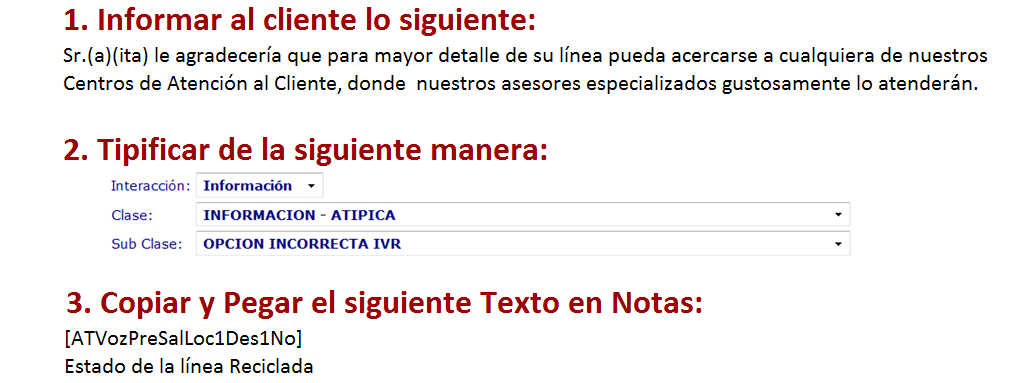 1. Informar al cliente lo siguiente:
Sr.(a)(ita) le agradecería que para mayor detalle de su línea pueda acercarse a cualquiera de nuestros
Centros de Atención al Cliente, donde  nuestros asesores especializados gustosamente lo atenderán.
2. Tipificar de la siguiente manera:
Interacción: Información
Clase: INFORMACION - ATIPICA
Sub Clase: OPCION INCORRECTA IVR
3. Copiar y Pegar el siguiente Texto en Notas:
[ATVozPreSalLoc1Des1No]
Estado de la línea Reciclada